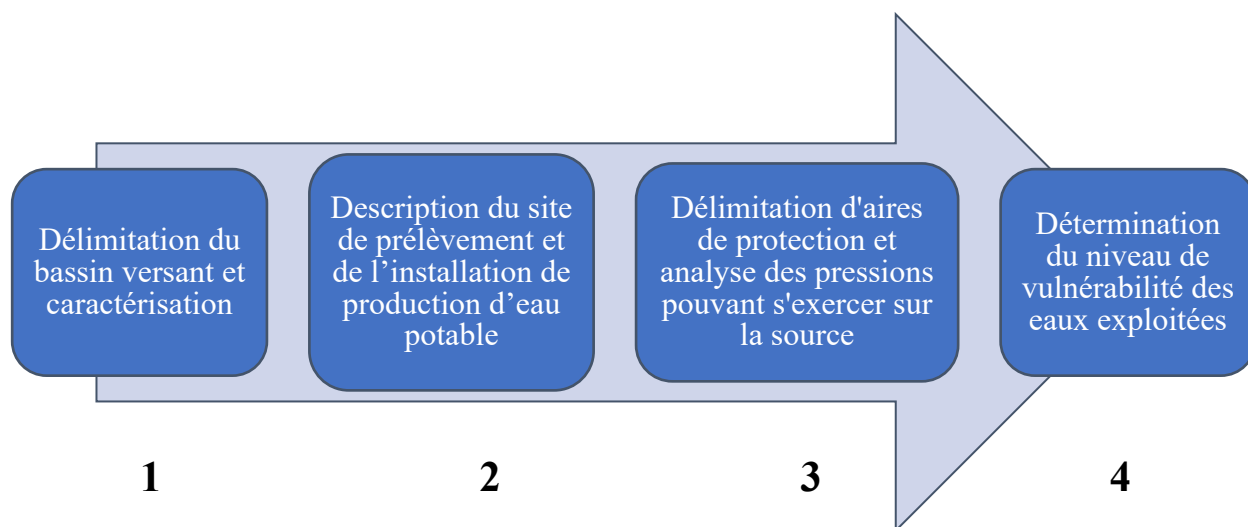 Délimitation du
bassin versant et
caractérisation
Description du site
de prélèvement et
de l’installation de
production d’eau
potable
Délimitation d'aires
de protection et
analyse des pressions
pouvant s'exercer sur
la source
Détermination
du niveau de
vulnérabilité des
eaux exploitées
1
2
3
4